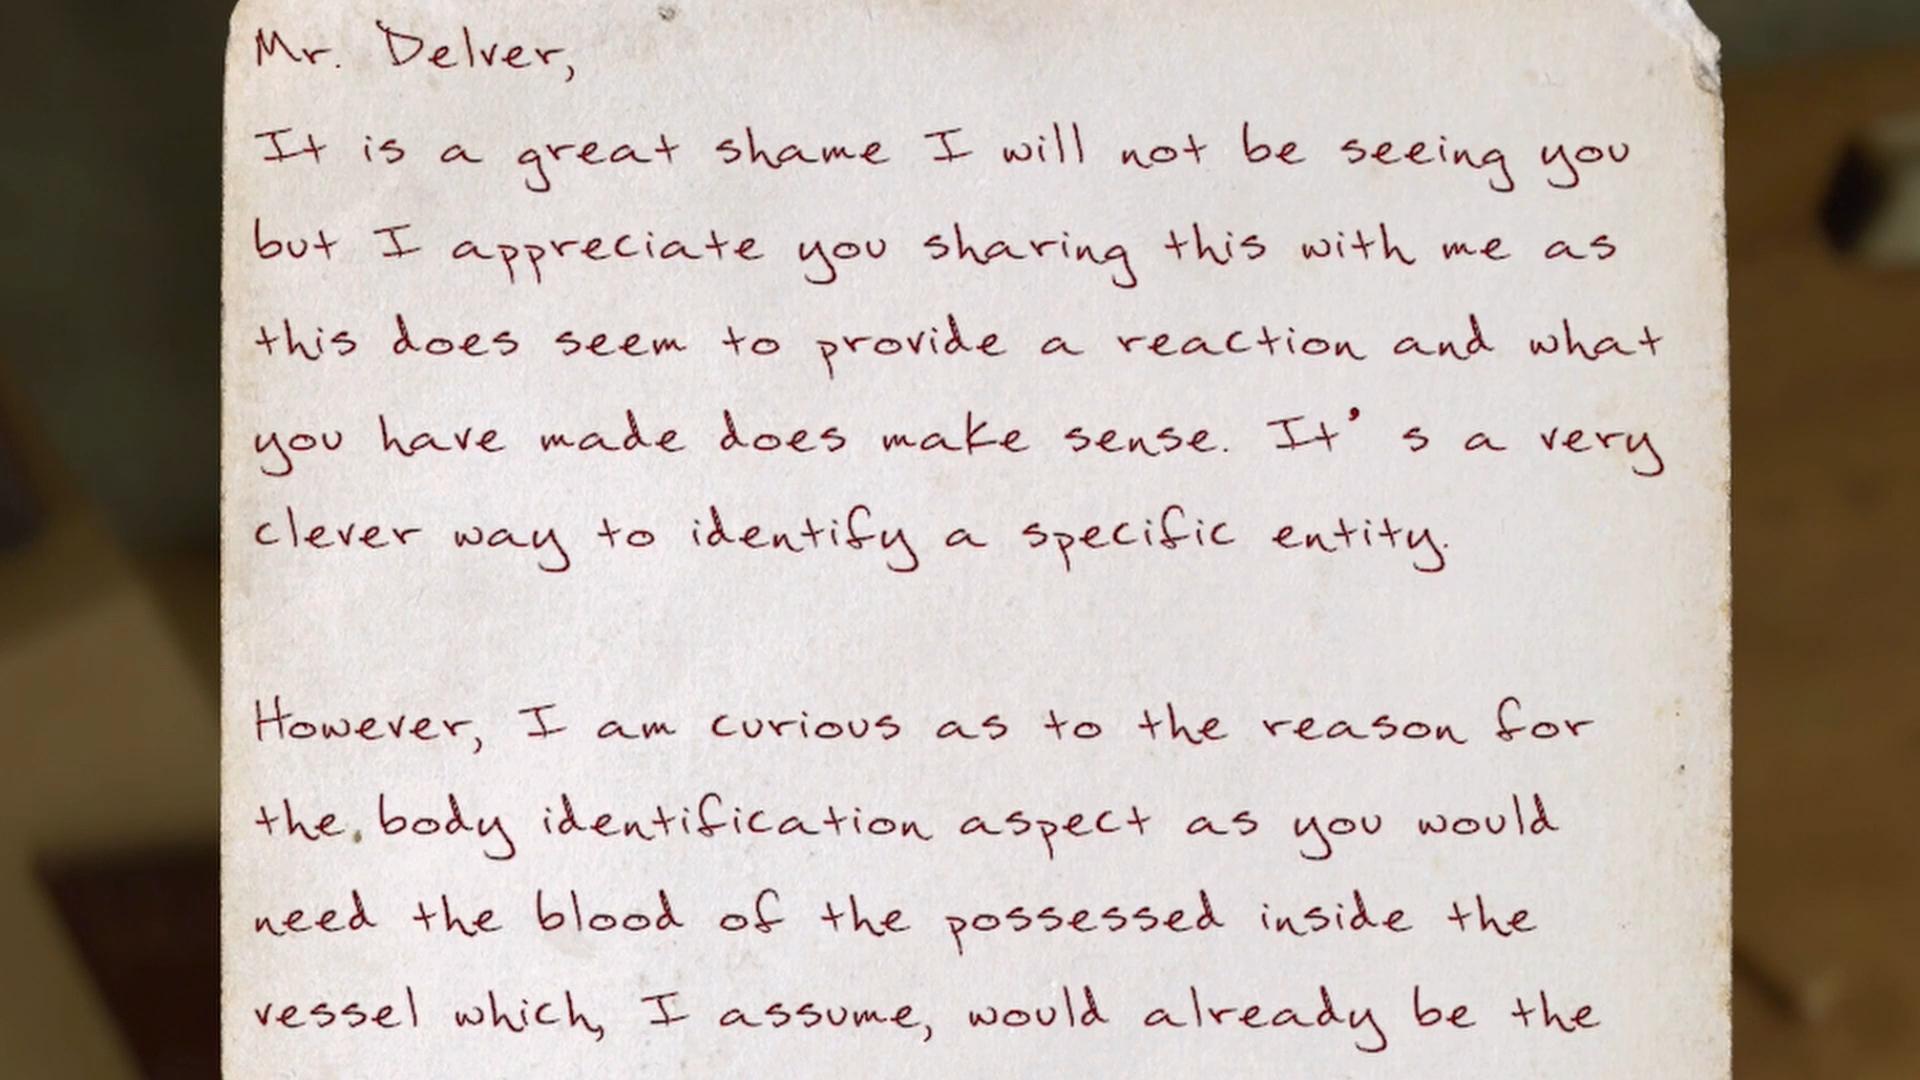 Mr. Delver,
It is a great shame I will not be seeing you
but I appreciate you sharing this with me as
this does seem to provide a reaction and what
you have made does make sense. It's a very
clever way to identify a specific entity.
However, I am curious as to the reason for
the body identification aspect as you would
need the blood of the possessed inside the
vessel which, I assume, would already be the